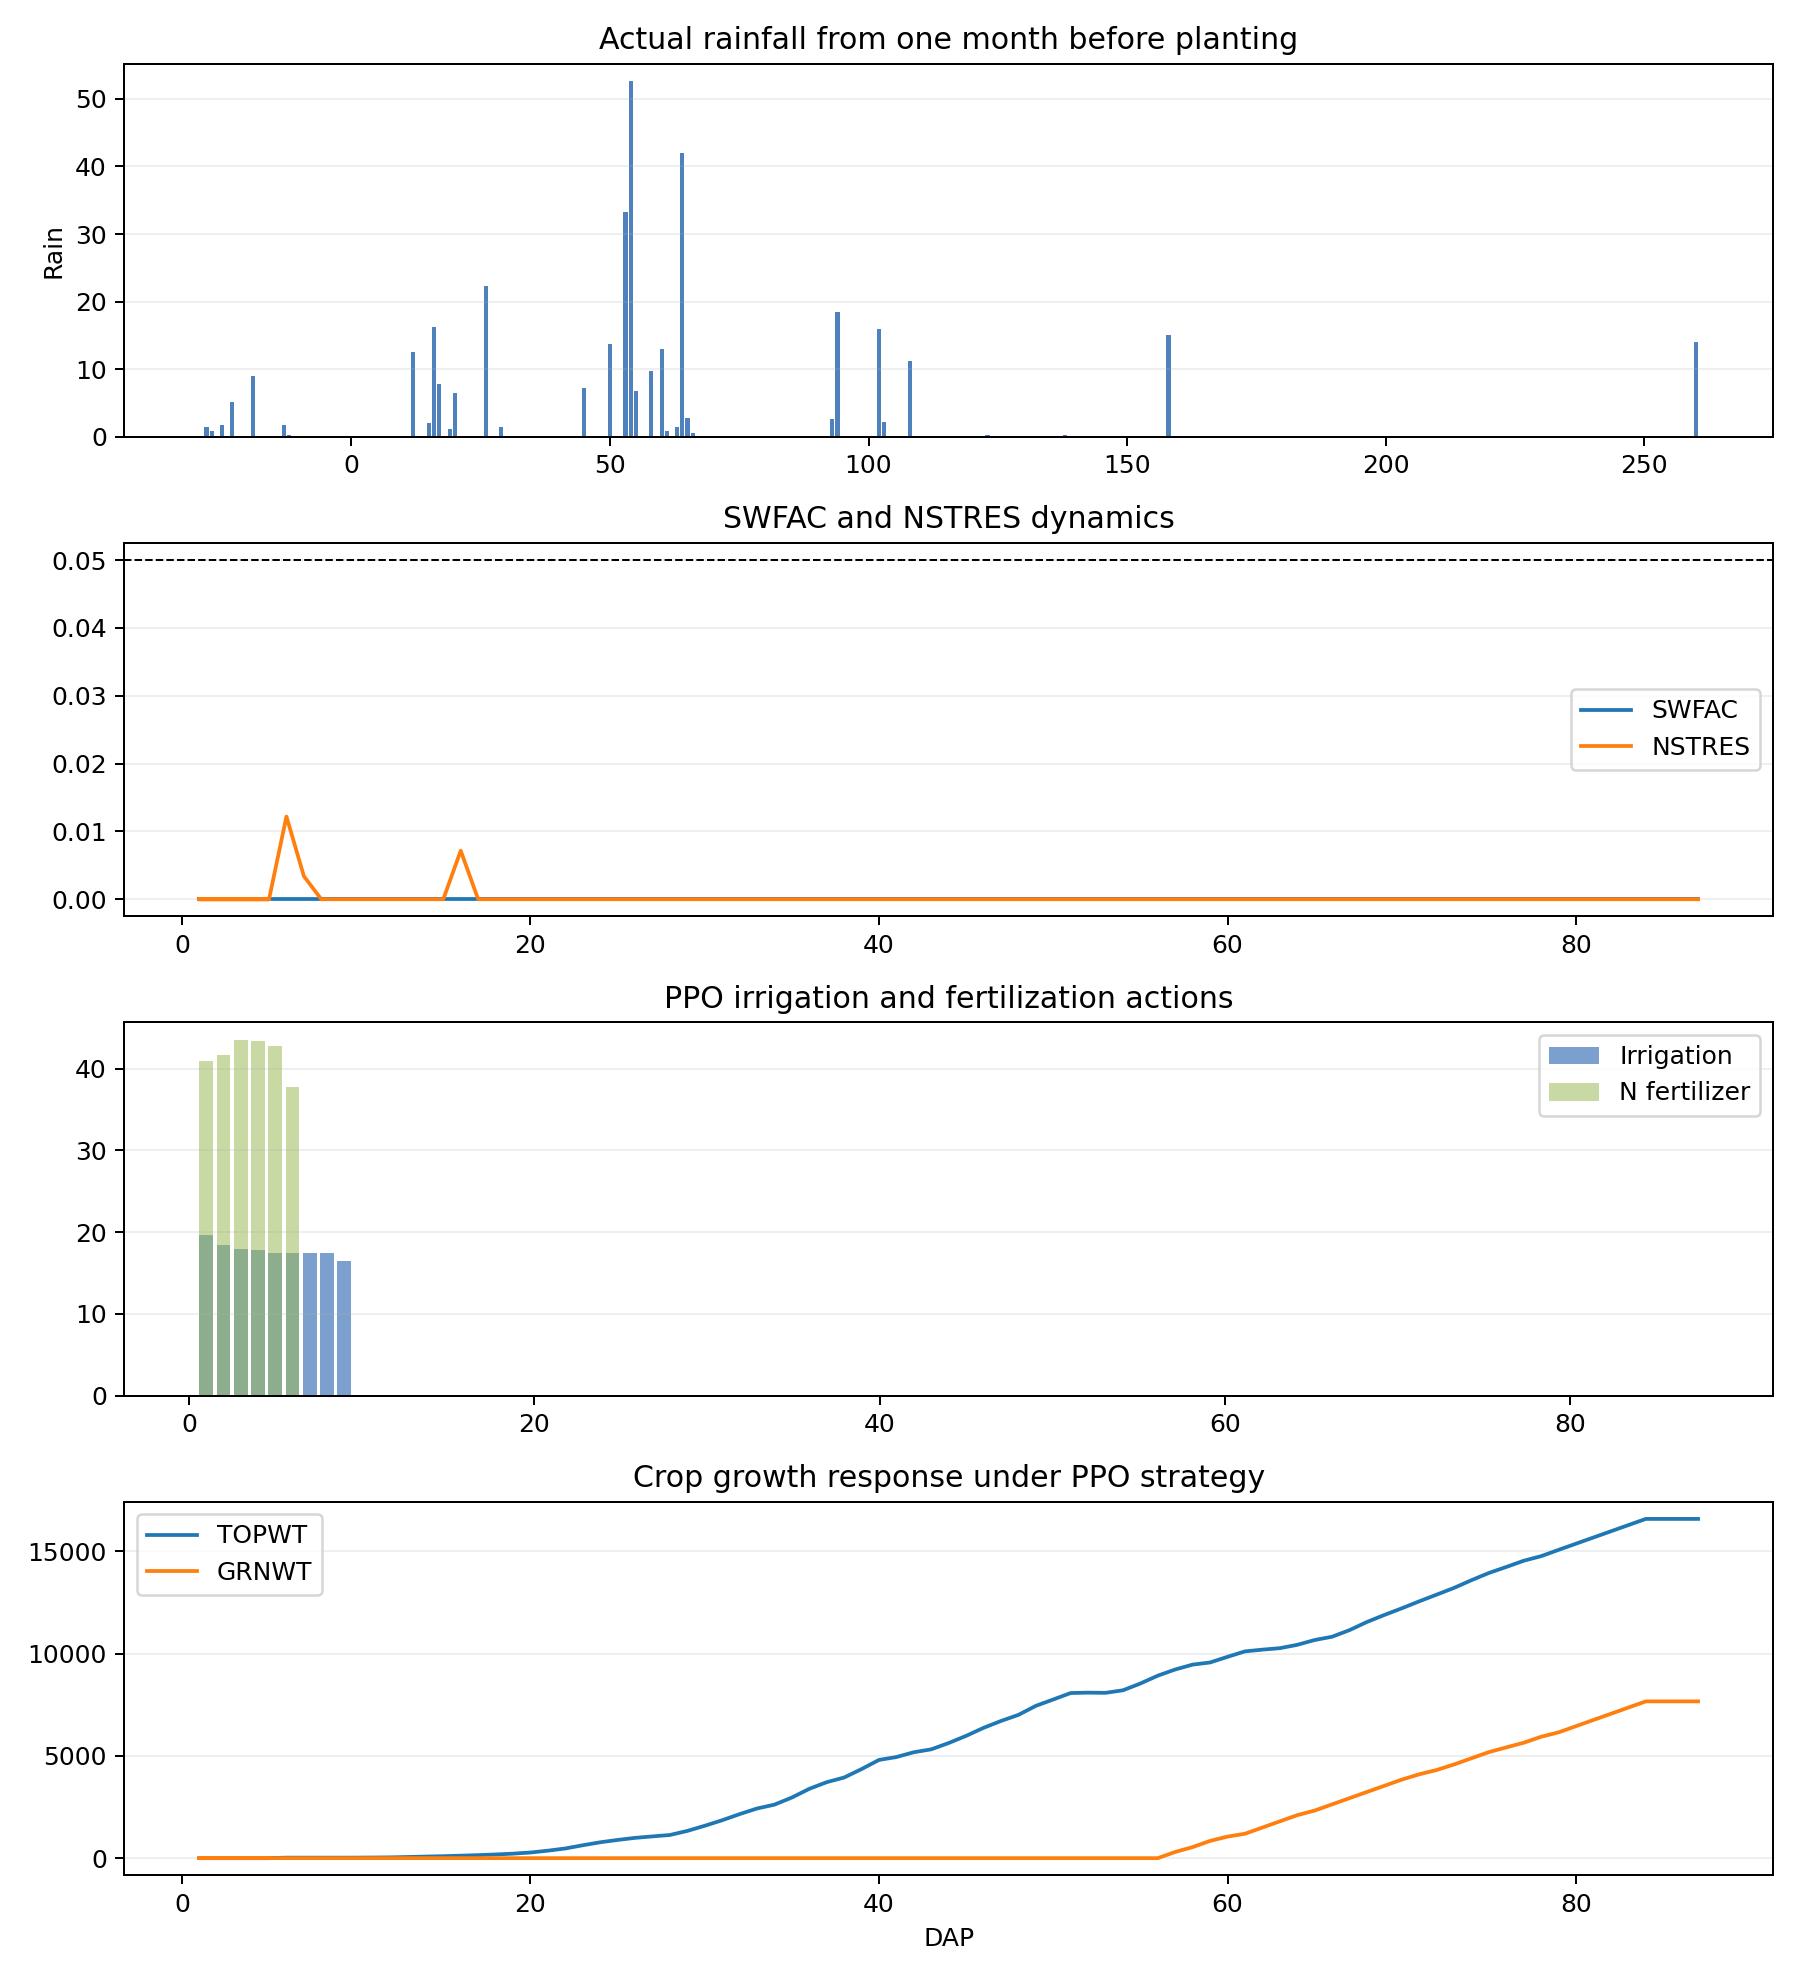 Actual rainfall from one month before planting
Rain
50
40
30
20
10
0
0 50 100 150 200 250
SWFAC and NSTRES dynamics
0.05
0.04
0.03
0.02
0.01
0.00
SWFAC
NSTRES
0 20 40 60 80
PPO irrigation and fertilization actions
40
30
20
10
0
Irrigation
N fertilizer
0 20 40 60 80
Crop growth response under PPO strategy
TOPWT
GRNWT
15000
10000
5000
0
0 20 40 60 80
DAP